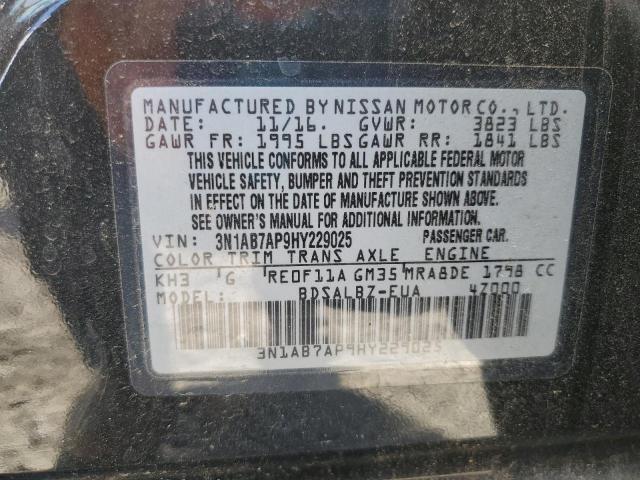 MANUFACTURED BY NISSAN MOTOR CO., LTD.
DATE: 11/16. GVWR: 3823 LBS
GAWR FR: 1995 LBS GAWR RR: 1841 LBS
THIS VEHICLE CONFORMS TO ALL APPLICABLE FEDERAL MOTOR
VEHICLE SAFETY, BUMPER AND THEFT PREVENTION STANDARDS
IN EFFECT ON THE DATE OF MANUFACTURE SHOWN ABOVE.
SEE OWNER'S MANUAL FOR ADDITIONAL INFORMATION.
VIN: 3N1AB7AP9HY229025 PASSENGER CAR.
COLOR TRIM TRANS AXLE ENGINE
KH3 G RE0F11A GM35 MRA8DE 1798 CC
MODEL: BDSALBZ-EUA 47000
3N1AB7AP9HY229025